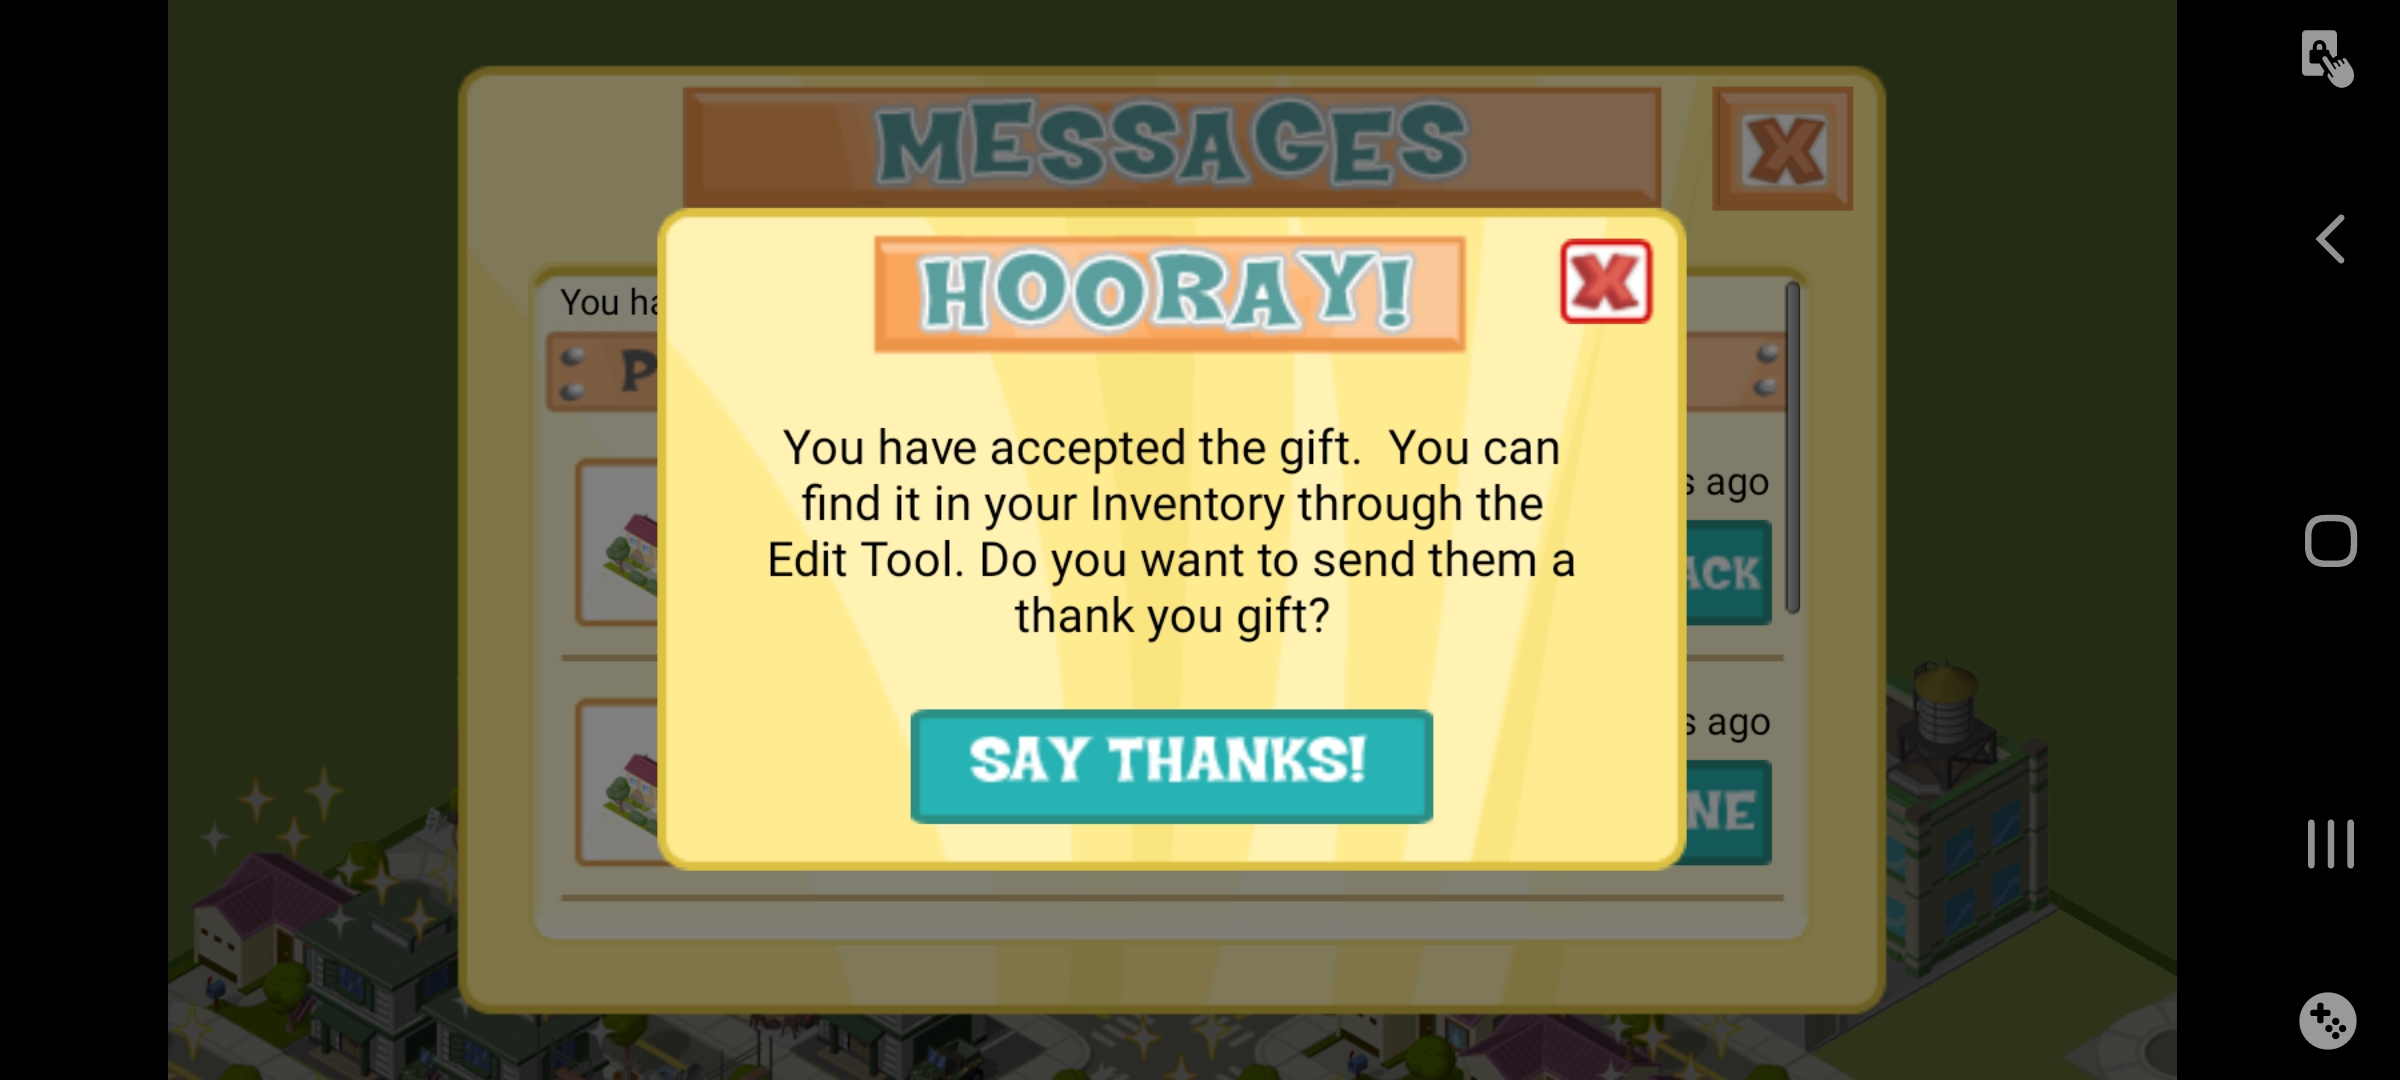 MESSAGES
HOORAY!
You ha
P
You have accepted the gift.  You can
find it in your Inventory through the
Edit Tool. Do you want to send them a
thank you gift?
s ago
ACK
SAY THANKS!
s ago
NE